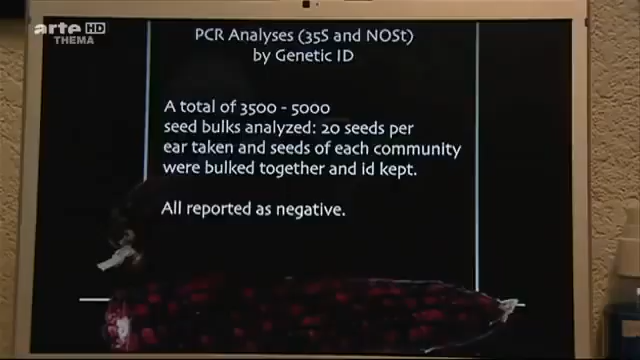 arte HD
THEMA
PCR Analyses (35S and NOSt)
by Genetic ID
A total of 3500 - 5000
seed bulks analyzed: 20 seeds per
ear taken and seeds of each community
were bulked together and id kept.
All reported as negative.